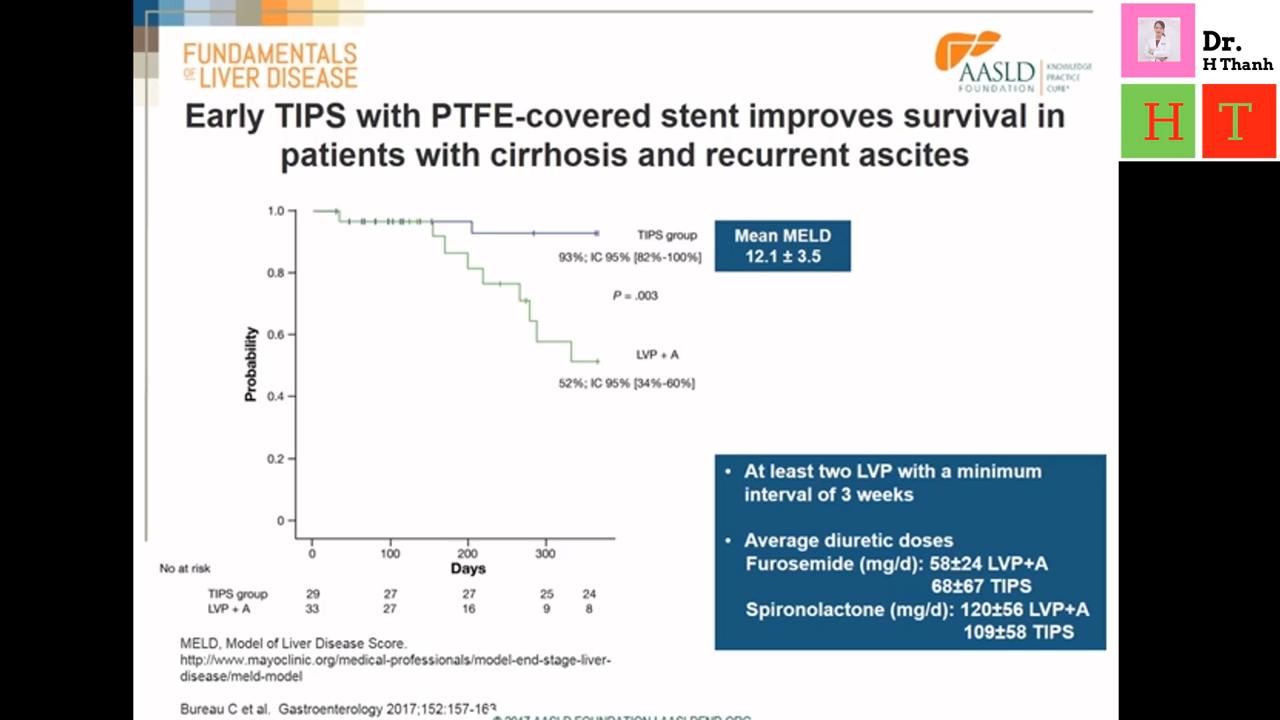 FUNDAMENTALS
OF LIVER DISEASE
AASLD
FOUNDATION
KNOWLEDGE
PRACTICE
CURE
Dr.
H Thanh
H T
Early TIPS with PTFE-covered stent improves survival in
patients with cirrhosis and recurrent ascites
1.0
0.8
0.6
0.4
0.2
0
Probability
TIPS group
93%; IC 95% [82%-100%]
P = .003
LVP + A
52%; IC 95% [34%-60%]
Mean MELD
12.1 ± 3.5
0 100 200 300
Days
No at risk
TIPS group 29 27 27 25 24
LVP + A 33 27 16 9 8
• At least two LVP with a minimum
interval of 3 weeks
• Average diuretic doses
Furosemide (mg/d): 58±24 LVP+A
68±67 TIPS
Spironolactone (mg/d): 120±56 LVP+A
109±58 TIPS
MELD, Model of Liver Disease Score.
http://www.mayoclinic.org/medical-professionals/model-end-stage-liver-
disease/meld-model
Bureau C et al. Gastroenterology 2017;152:157-163
© 2017 AASLD FOUNDATION